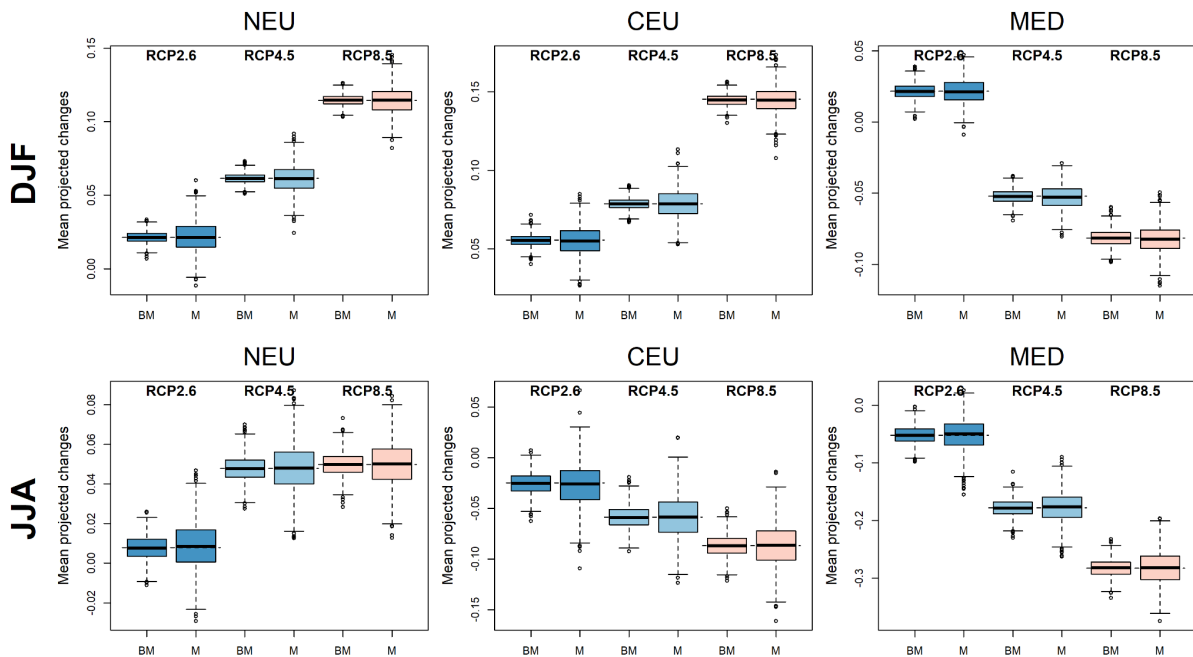 NEU CEU MED
DJF
Mean projected changes
0.00 0.05 0.10 0.15
RCP2.6 RCP4.5 RCP8.5
BM M BM M BM M
Mean projected changes
0.05 0.10 0.15
RCP2.6 RCP4.5 RCP8.5
BM M BM M BM M
Mean projected changes
-0.10 -0.05 0.00 0.05
RCP2.6 RCP4.5 RCP8.5
BM M BM M BM M
NEU CEU MED
JJA
Mean projected changes
-0.02 0.00 0.02 0.04 0.06 0.08
RCP2.6 RCP4.5 RCP8.5
BM M BM M BM M
Mean projected changes
-0.15 -0.10 -0.05 0.00 0.05
RCP2.6 RCP4.5 RCP8.5
BM M BM M BM M
Mean projected changes
-0.3 -0.2 -0.1 0.0
RCP2.6 RCP4.5 RCP8.5
BM M BM M BM M